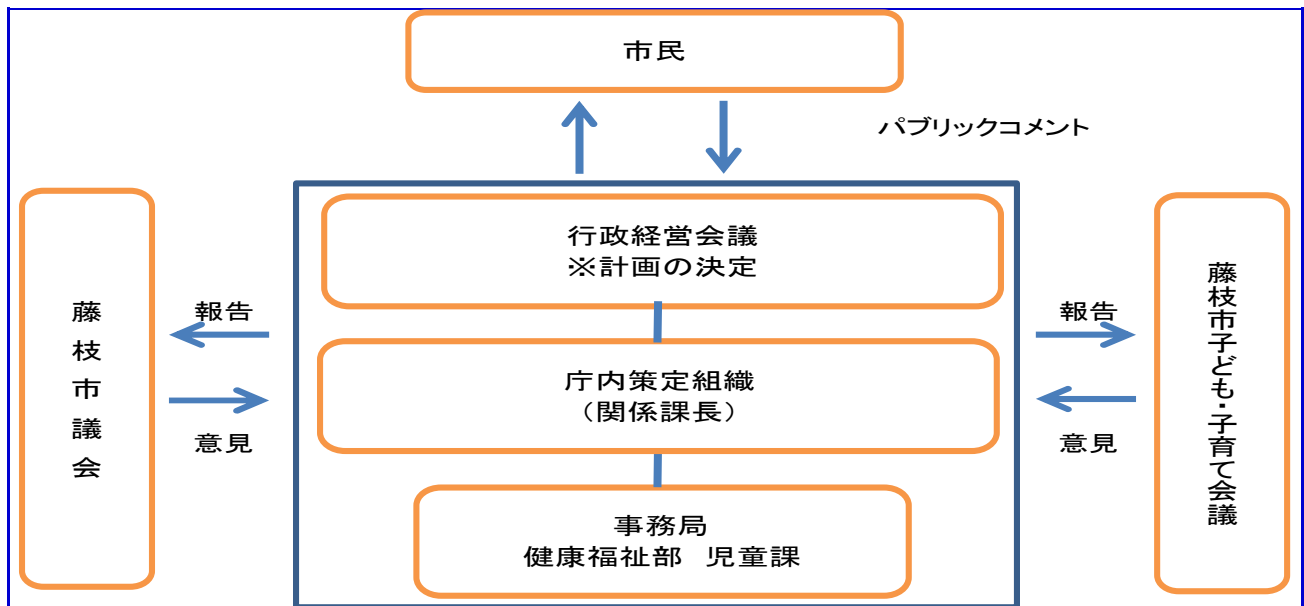 市民
パブリックコメント
行政経営会議
※計画の決定
藤枝市議会
報告
意見
庁内策定組織
（関係課長）
報告
意見
藤枝市子ども・子育て会議
事務局
健康福祉部　児童課